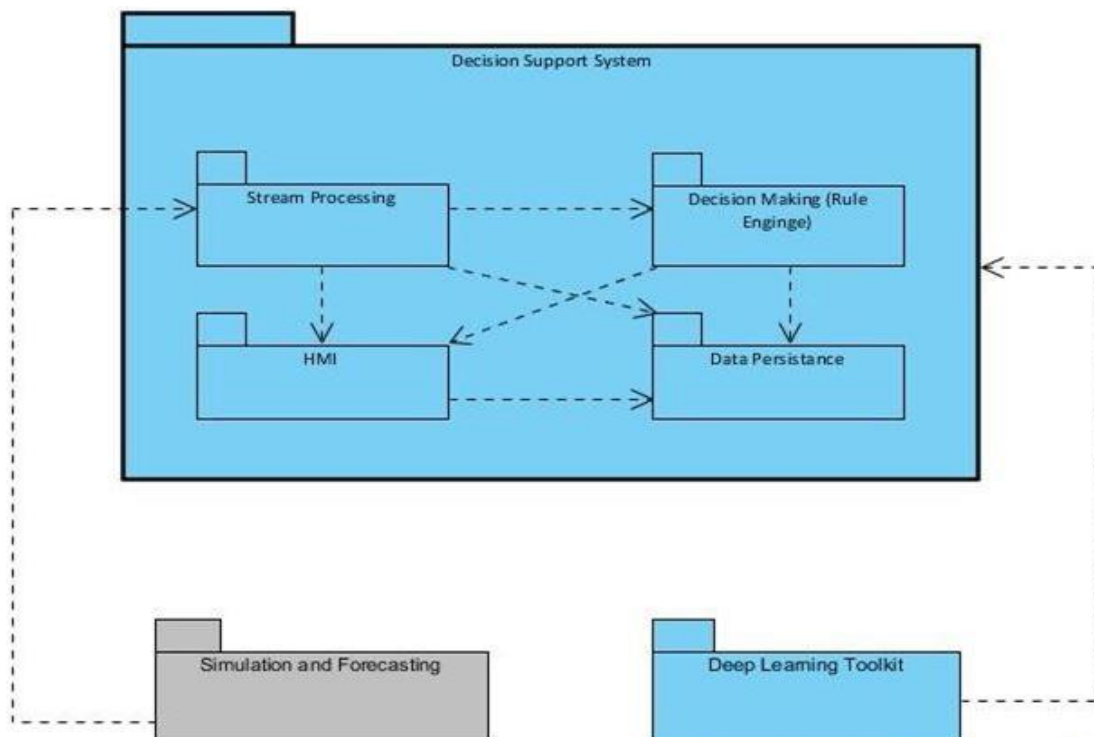 Decision Support System
Stream Processing
Decision Making (Rule
Enginge)
HMI
Data Persistance
Simulation and Forecasting
Deep Learning Toolkit